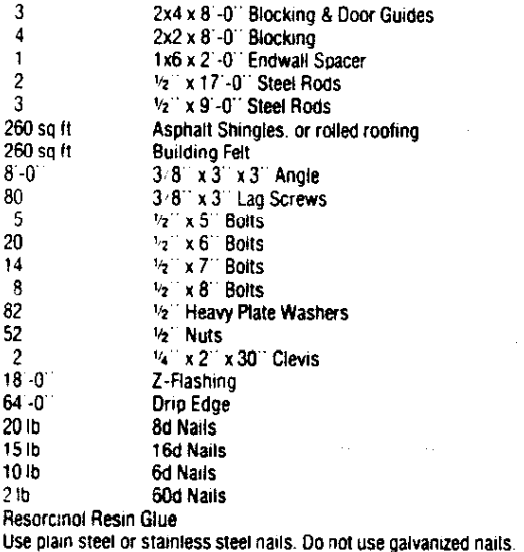 3 2x4 x 8'-0" Blocking & Door Guides
4 2x2 x 8'-0" Blocking
1 1x6 x 2'-0" Endwall Spacer
2 ½" x 17'-0" Steel Rods
3 ½" x 9'-0" Steel Rods
260 sq ft Asphalt Shingles, or rolled roofing
260 sq ft Building Felt
8'-0" 3/8" x 3" x 3" Angle
80 3/8" x 3" Lag Screws
5 ½" x 5" Bolts
20 ½" x 6" Bolts
14 ½" x 7" Bolts
8 ½" x 8" Bolts
82 ½" Heavy Plate Washers
52 ½" Nuts
2 ¼" x 2" x 30" Clevis
18'-0" Z-Flashing
64'-0" Drip Edge
20 lb 8d Nails
15 lb 16d Nails
10 lb 6d Nails
2 lb 60d Nails
Resorcinol Resin Glue
Use plain steel or stainless steel nails. Do not use galvanized nails.